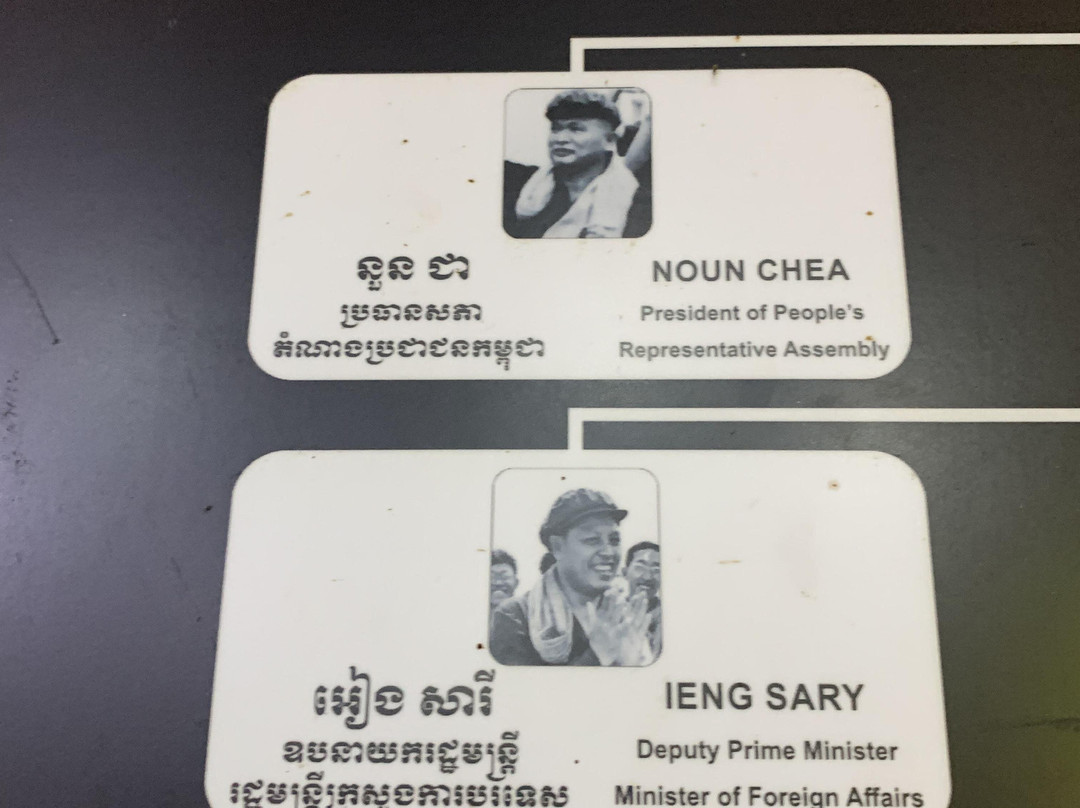 នួន ជា
ប្រធានសភា
តំណាងប្រជាជនកម្ពុជា
NOUN CHEA
President of People's
Representative Assembly
អៀង សារី
ឧបនាយករដ្ឋមន្ត្រី
រដ្ឋមន្ត្រីក្រសួងការបរទេស
IENG SARY
Deputy Prime Minister
Minister of Foreign Affairs